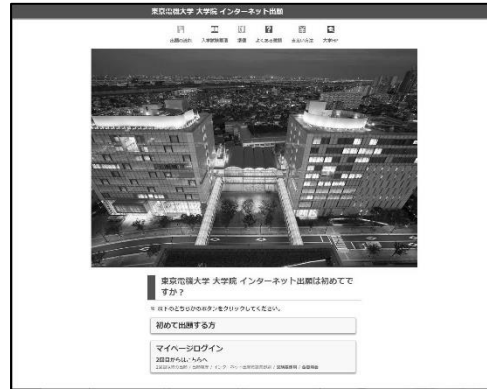 東京電機大学 大学院 インターネット出願
出願の流れ
入学試験要項
よくある質問
お支払い方法
大学HP
東京電機大学 大学院 インターネット出願は初めてで
すか？
※ 以下のどちらかのボタンをクリックしてください。
初めて出願する方
マイページログイン
2回目からはこちらへ